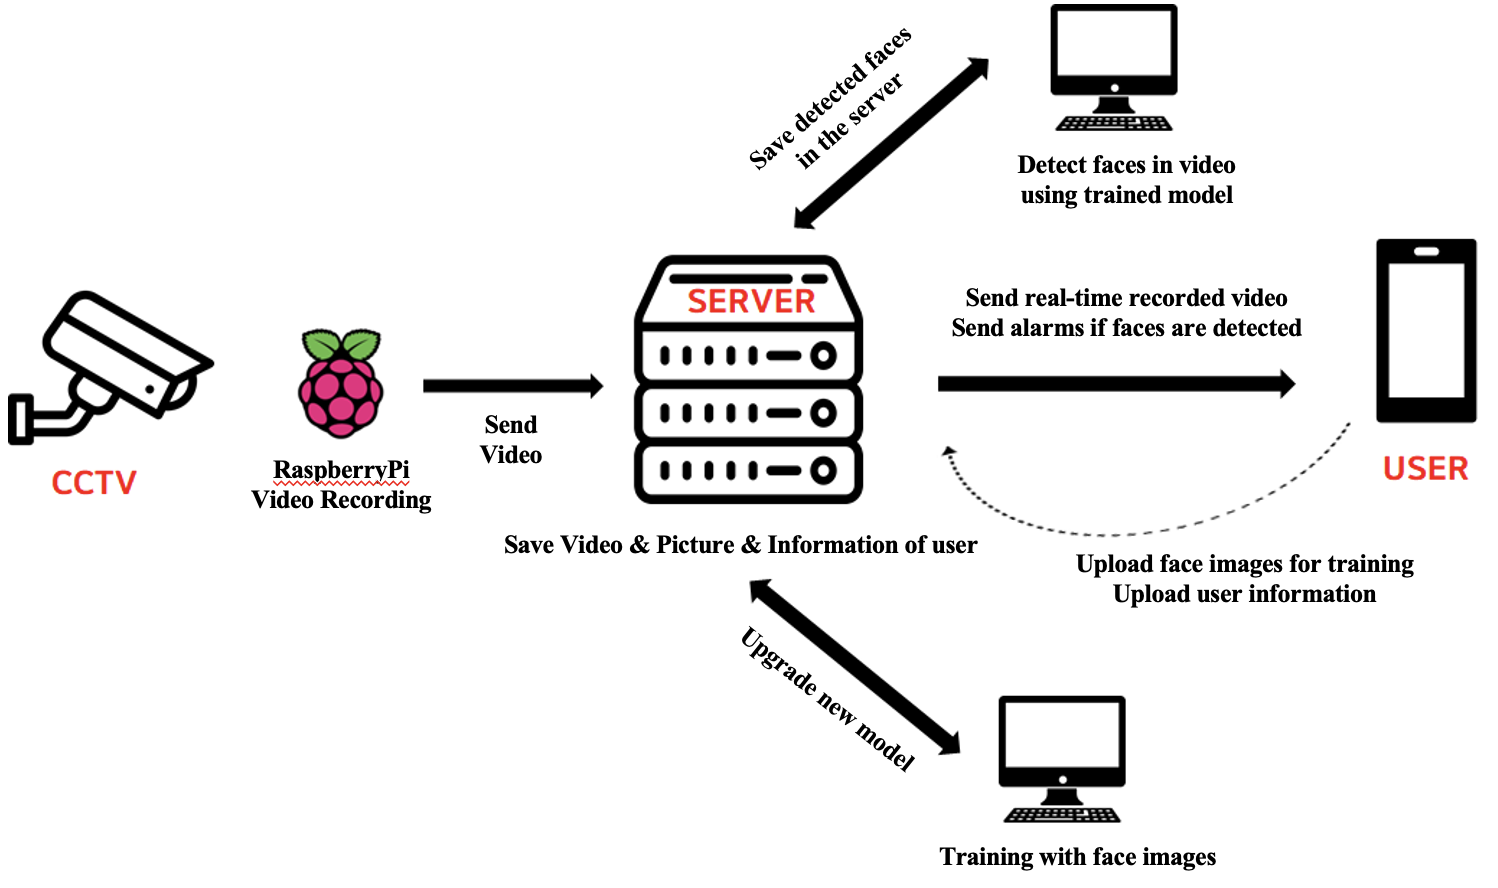 Save detected faces
in the server
Detect faces in video
using trained model
SERVER
Send real-time recorded video
Send alarms if faces are detected
Send
Video
CCTV
RaspberryPi
Video Recording
USER
Save Video & Picture & Information of user
Upload face images for training
Upload user information
Upgrade new model
Training with face images